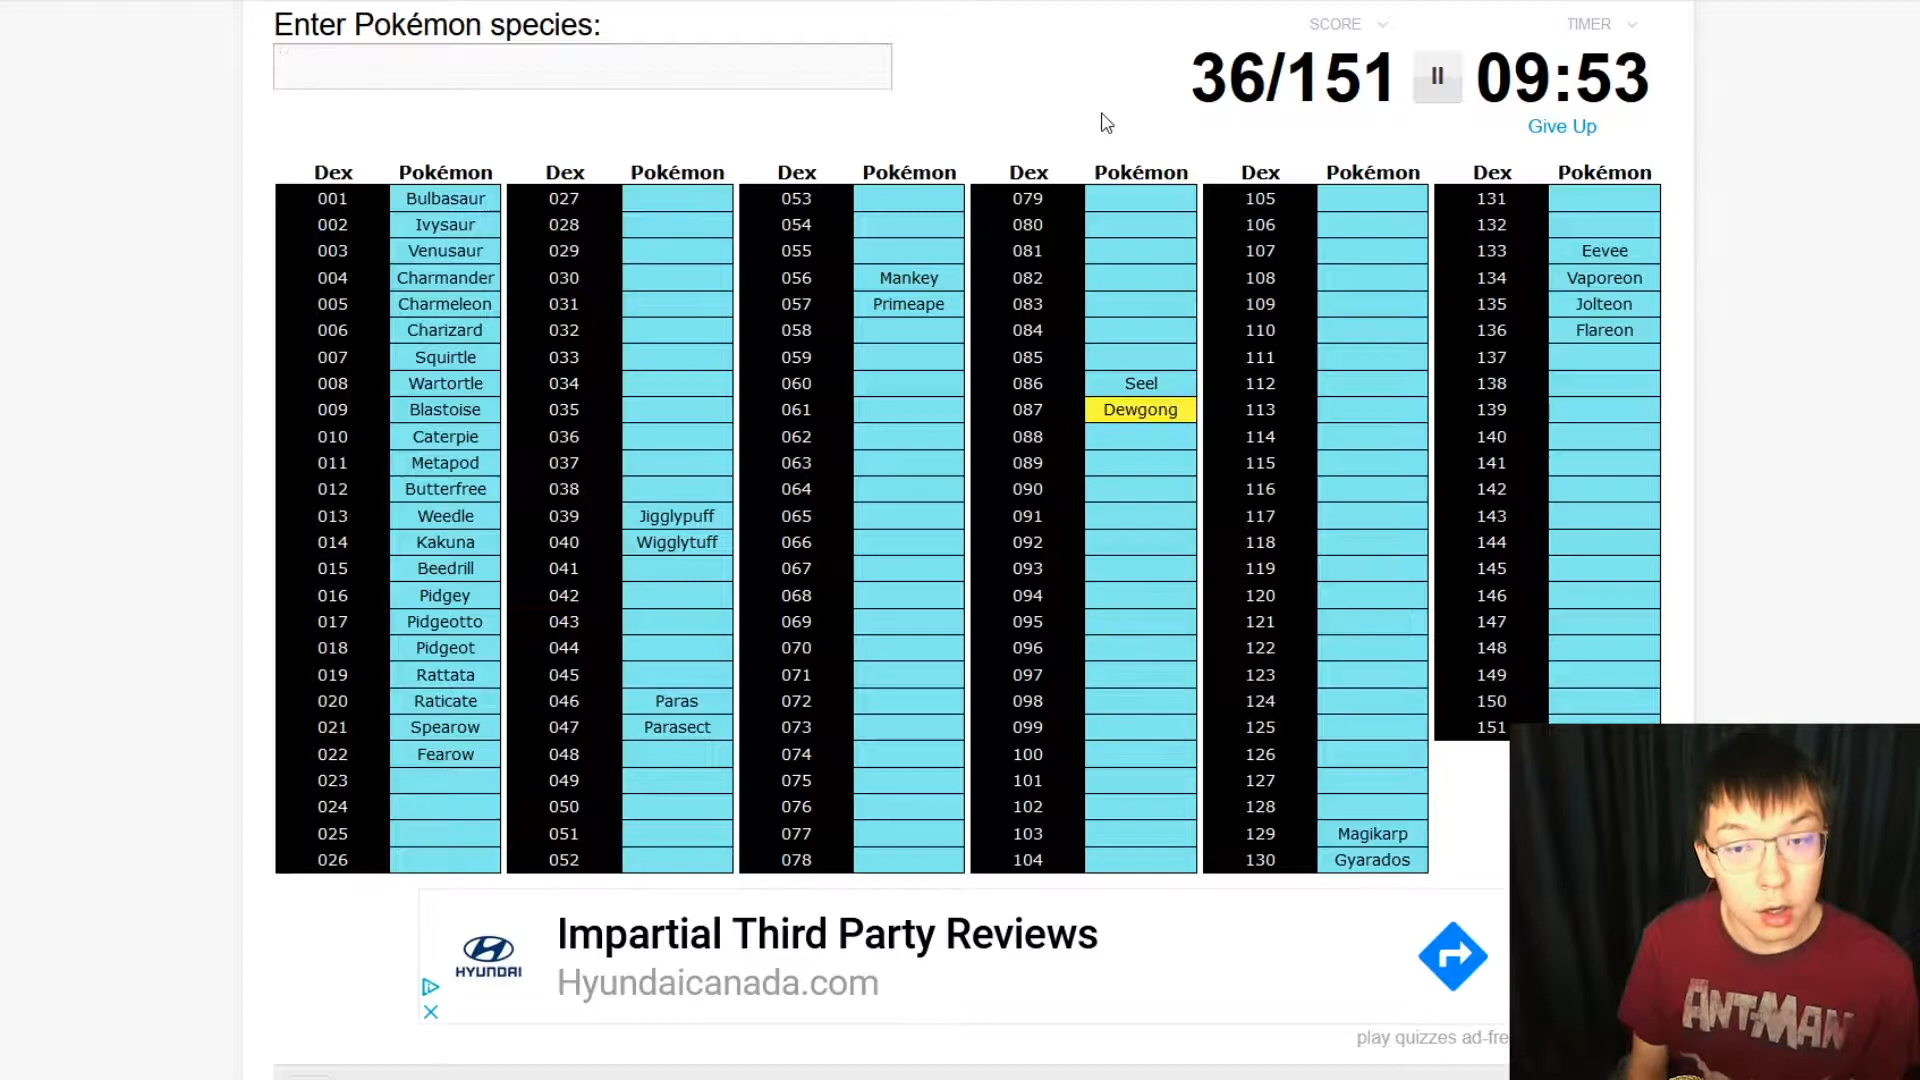 Enter Pokémon species:
SCORE
TIMER
36/151
09:53
Give Up
Dex Pokémon Dex Pokémon Dex Pokémon Dex Pokémon Dex Pokémon Dex Pokémon
001 Bulbasaur 027 053 079 105 131
002 Ivysaur 028 054 080 106 132
003 Venusaur 029 055 081 107 133 Eevee
004 Charmander 030 056 Mankey 082 108 134 Vaporeon
005 Charmeleon 031 057 Primeape 083 109 135 Jolteon
006 Charizard 032 058 084 110 136 Flareon
007 Squirtle 033 059 085 111 137
008 Wartortle 034 060 086 Seel 112 138
009 Blastoise 035 061 087 Dewgong 113 139
010 Caterpie 036 062 088 114 140
011 Metapod 037 063 089 115 141
012 Butterfree 038 064 090 116 142
013 Weedle 039 Jigglypuff 065 091 117 143
014 Kakuna 040 Wigglytuff 066 092 118 144
015 Beedrill 041 067 093 119 145
016 Pidgey 042 068 094 120 146
017 Pidgeotto 043 069 095 121 147
018 Pidgeot 044 070 096 122 148
019 Rattata 045 071 097 123 149
020 Raticate 046 Paras 072 098 124 150
021 Spearow 047 Parasect 073 099 125 151
022 Fearow 048 074 100 126
023 049 075 101 127
024 050 076 102 128
025 051 077 103 129 Magikarp
026 052 078 104 130 Gyarados
Impartial Third Party Reviews
HYUNDAI
Hyundaicanada.com
play quizzes ad-fre
ANT-MAN